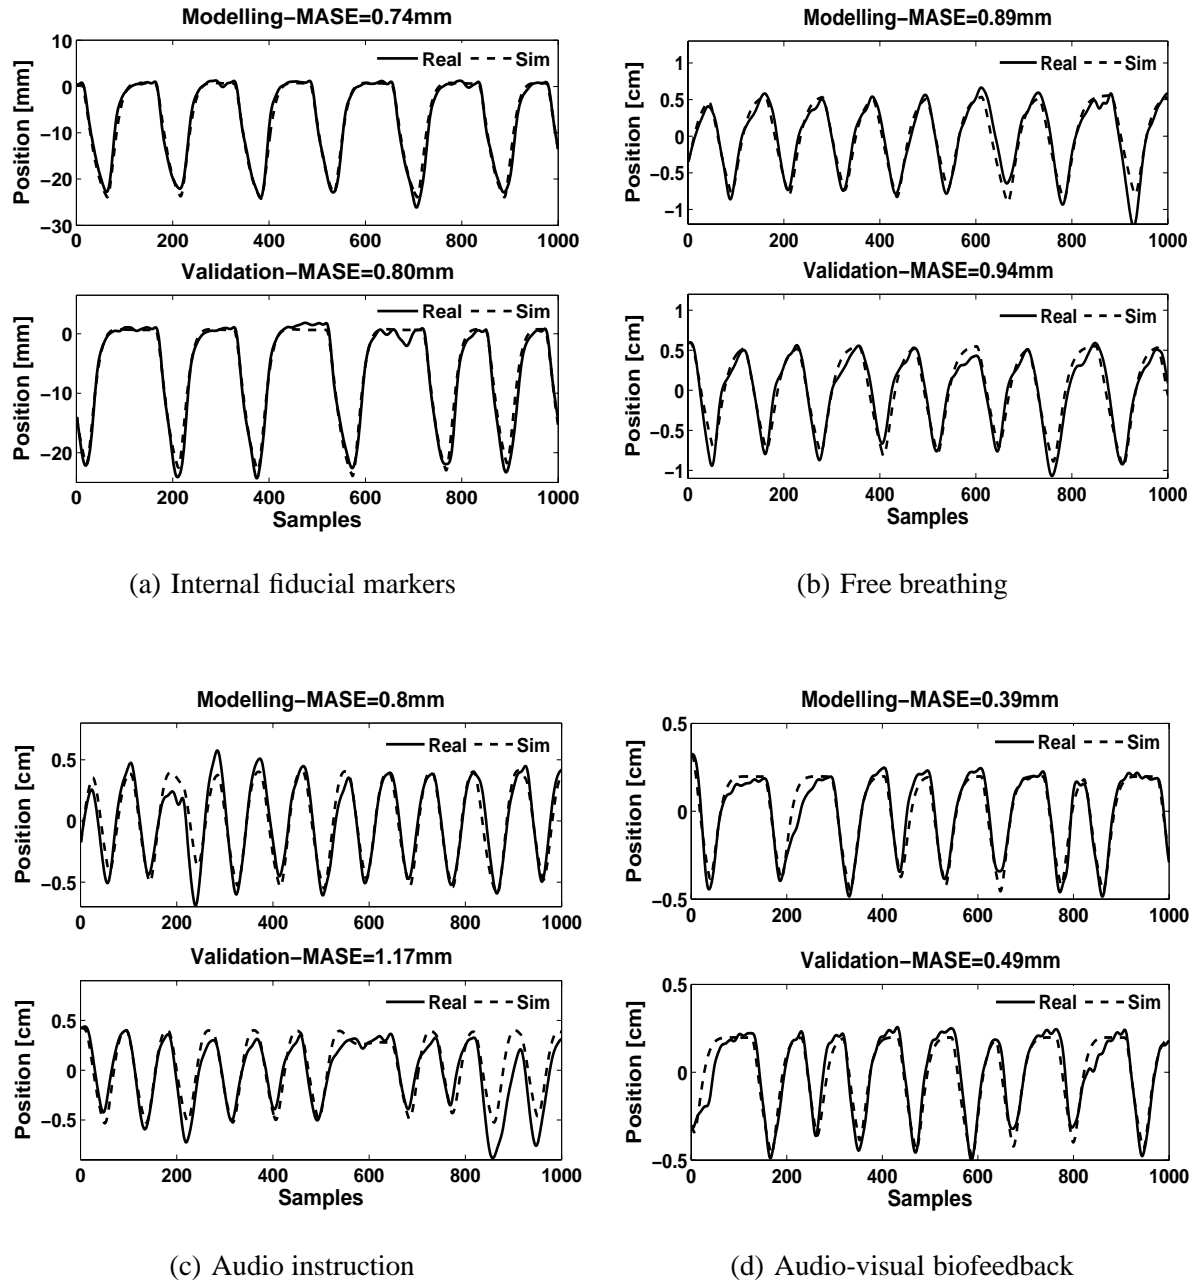 Modelling−MASE=0.74mm
Position [mm]
10
0
−10
−20
−30
Real Sim
0 200 400 600 800 1000
Validation−MASE=0.80mm
Position [mm]
0
−10
−20
Real Sim
0 200 400 600 800 1000
Samples
(a) Internal fiducial markers
Modelling−MASE=0.89mm
Position [cm]
1
0.5
0
−0.5
−1
Real Sim
0 200 400 600 800 1000
Validation−MASE=0.94mm
Position [cm]
1
0.5
0
−0.5
−1
Real Sim
0 200 400 600 800 1000
Samples
(b) Free breathing
Modelling−MASE=0.8mm
Position [cm]
0.5
0
−0.5
Real Sim
0 200 400 600 800 1000
Validation−MASE=1.17mm
Position [cm]
0.5
0
−0.5
Real Sim
0 200 400 600 800 1000
Samples
(c) Audio instruction
Modelling−MASE=0.39mm
Position [cm]
0.5
0
−0.5
Real Sim
0 200 400 600 800 1000
Validation−MASE=0.49mm
Position [cm]
0.5
0
−0.5
Real Sim
0 200 400 600 800 1000
Samples
(d) Audio-visual biofeedback